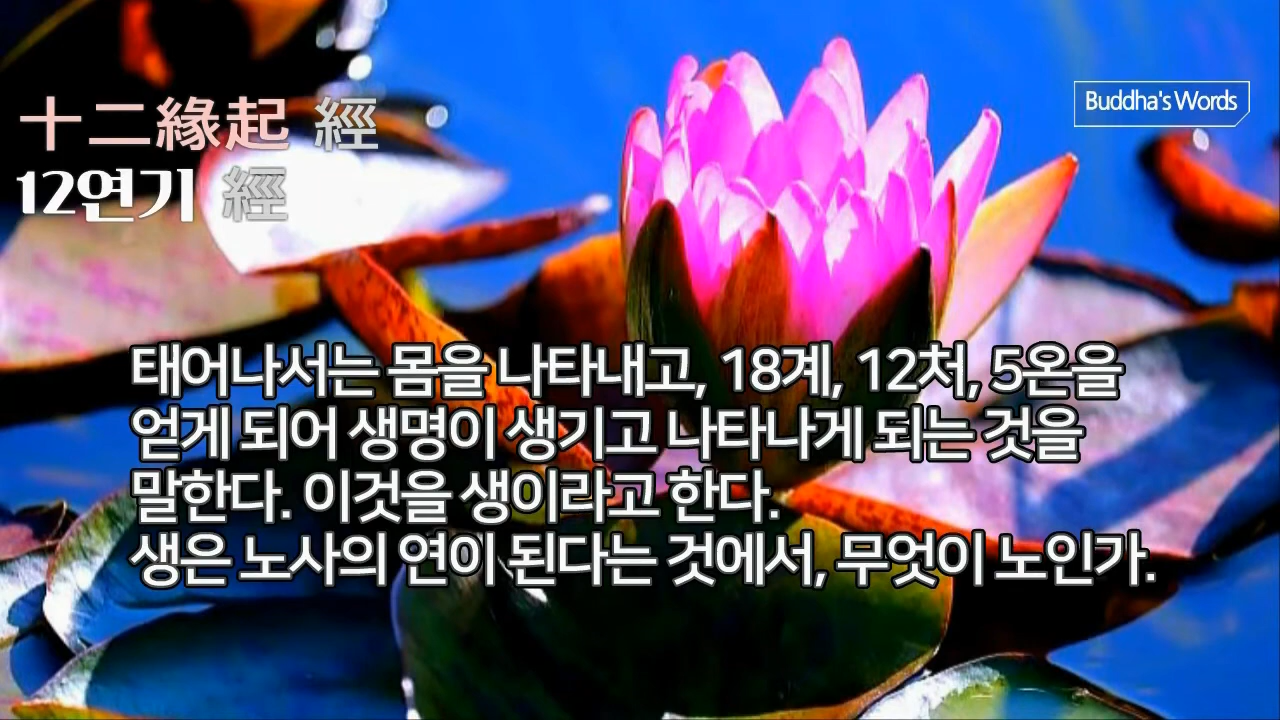 十二緣起 經
12연기 經
Buddha's Words
태어나서는 몸을 나타내고, 18계, 12처, 5온을
얻게 되어 생명이 생기고 나타나게 되는 것을
말한다. 이것을 생이라고 한다.
생은 노사의 연이 된다는 것에서, 무엇이 노인가.